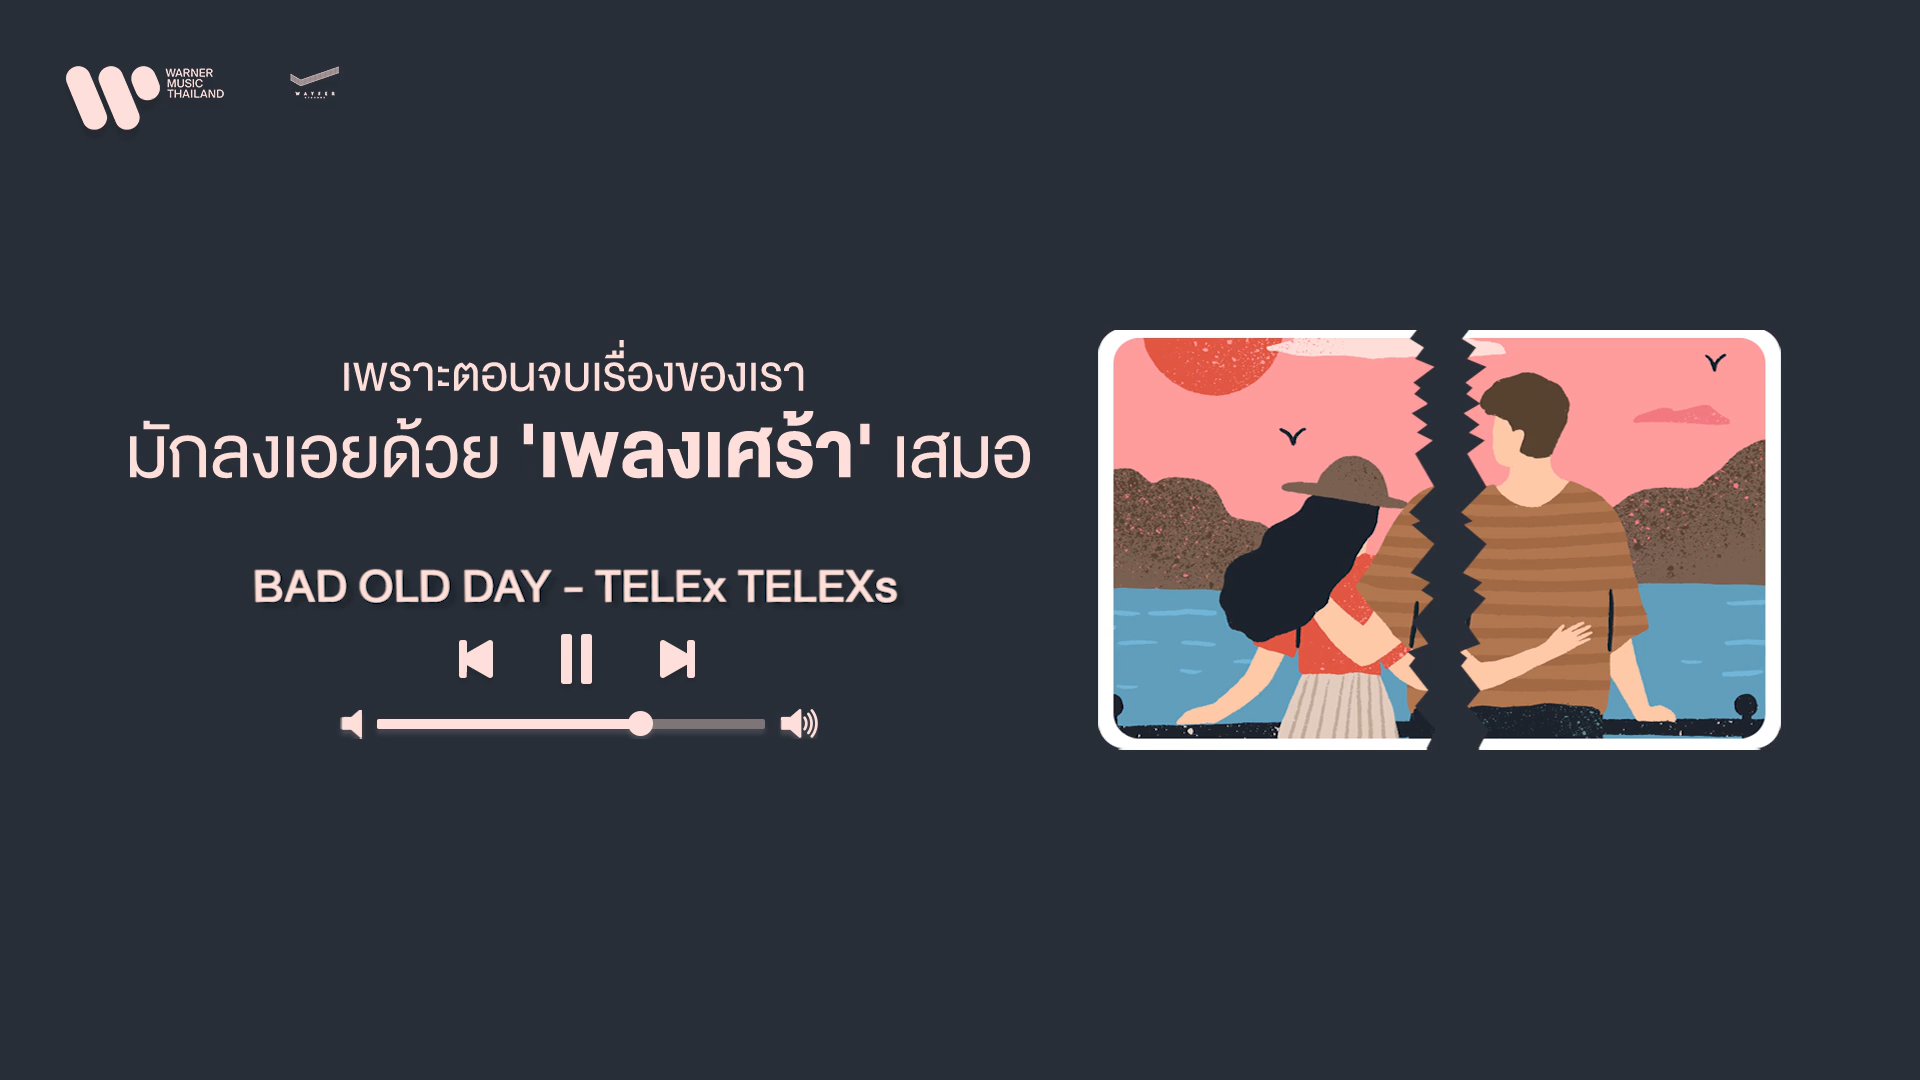 WARNER
MUSIC
THAILAND
WAYFER
RECORDS
เพราะตอนจบเรื่องของเรา
มักลงเอยด้วย 'เพลงเศร้า' เสมอ
BAD OLD DAY – TELEx TELEXs